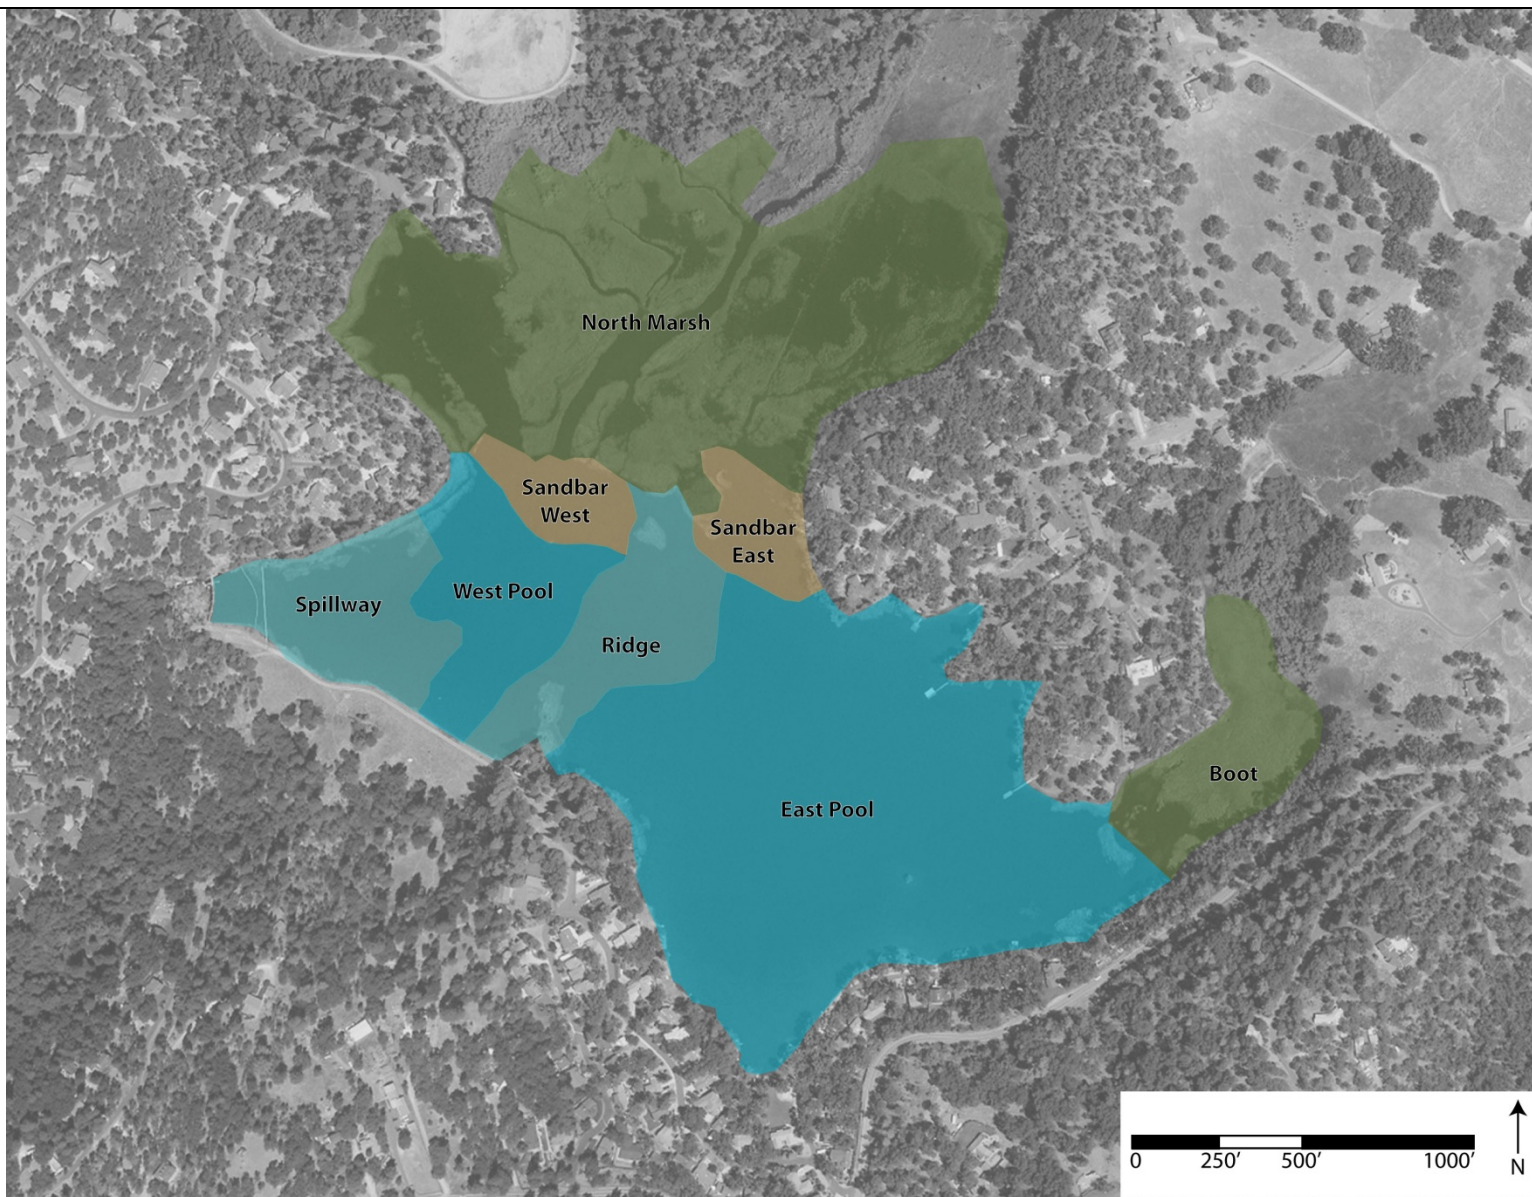 North Marsh
Sandbar
West
Sandbar
East
West Pool
Spillway
Ridge
Boot
East Pool
0 250′ 500′ 1000′
N